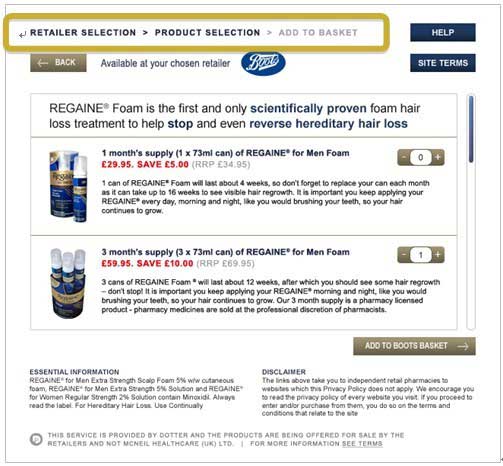 RETAILER SELECTION > PRODUCT SELECTION > ADD TO BASKET
HELP
BACK
Available at your chosen retailer
Boots
SITE TERMS
REGAINE® Foam is the first and only scientifically proven foam hair
loss treatment to help stop and even reverse hereditary hair loss
1 month's supply (1 x 73ml can) of REGAINE® for Men Foam
£29.95. SAVE £5.00 (RRP £34.95)
- 0 +
1 can of REGAINE® Foam will last about 4 weeks, so don't forget to replace your can each month
as it can take up to 16 weeks to see visible hair regrowth. It is important you keep applying your
REGAINE® every day, morning and night, like you would brushing your teeth, so your hair
continues to grow.
3 month's supply (3 x 73ml can) of REGAINE® for Men Foam
£59.95. SAVE £10.00 (RRP £69.95)
- 1 +
3 cans of REGAINE® Foam ® will last about 12 weeks, after which you should see some hair regrowth
– don't stop! It is important you keep applying your REGAINE® morning and night, like you would
brushing your teeth, so your hair continues to grow. Our 3 month supply is a pharmacy licensed
product - pharmacy medicines are sold at the professional discretion of pharmacists.
ADD TO BOOTS BASKET
ESSENTIAL INFORMATION
REGAINE® for Men Extra Strength Scalp Foam 5% w/w cutaneous
foam, REGAINE® for Men Extra Strength 5% Solution and REGAINE®
for Women Regular Strength 2% Solution contain Minoxidil. Always
read the label. For Hereditary Hair Loss. Use Continually
DISCLAIMER
The links above take you to independent retail pharmacies to
websites which this Privacy Policy does not apply. We encourage you
to read the privacy policy of every website you visit. If you proceed to
enter and/or purchase from them, you do so on the terms and
conditions that relate to the site
THIS SERVICE IS PROVIDED BY DOTTER AND THE PRODUCTS ARE BEING OFFERED FOR SALE BY THE
RETAILERS AND NOT MCNEIL HEALTHCARE (UK) LTD. | FOR MORE INFORMATION SEE TERMS